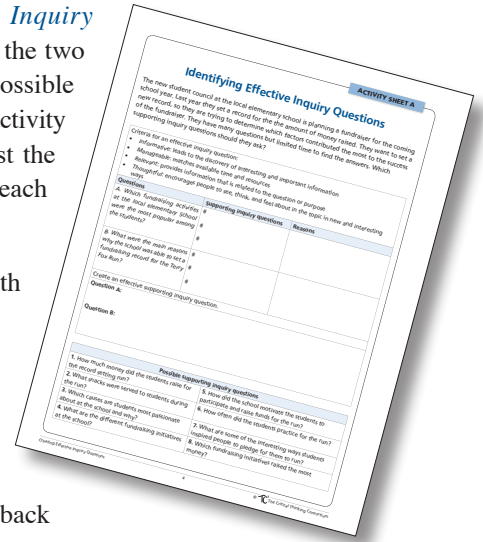 Inquiry
the two
ossible
ctivity
st the
each
th
back
ACTIVITY SHEET A
Identifying Effective Inquiry Questions
The new student council at the local elementary school is planning a fundraiser for the coming
school year. Last year they set a record for the the amount of money raised. They want to set a
new record, so they are trying to determine which factors contributed the most to the success
of the fundraiser. They have many questions but limited time to find the answers. Which
supporting inquiry questions should they ask?
Criteria for an effective inquiry question:
• Informative: leads to the discovery of interesting and important information
• Manageable: matches available time and resources
• Relevant: provides information that is related to the question or purpose
• Thoughtful: encourages people to see, think, and feel about in the topic in new and interesting
ways
Questions
Supporting inquiry questions
Reasons
A. Which fundraising activities
at the local elementary school
were the most popular among
the students?
#
#
#
B. What were the main reasons
why the school was able to set a
fundraising record for the Terry
Fox Run?
#
#
#
Create an effective supporting inquiry question.
Question A:
Question B:
Possible supporting inquiry questions
1. How much money did the students raise for
the record setting run?
2. What snacks were served to students during
the run?
3. Which causes are students most passionate
about at the school and why?
4. What are the different fundraising initiatives
at the school?
5. How did the school motivate the students to
participate and raise funds for the run?
6. How often did the students practice for the run?
7. What are some of the interesting ways students
inspired people to pledge for them to run?
8. Which fundraising initiatives raised the most
money?
Creating Effective Inquiry Questions
4
© TC The Critical Thinking Consortium